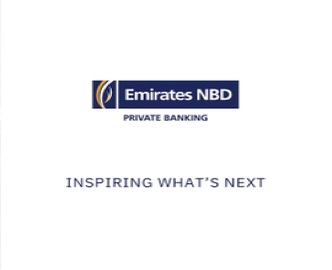 Emirates NBD
PRIVATE BANKING
INSPIRING WHAT'S NEXT